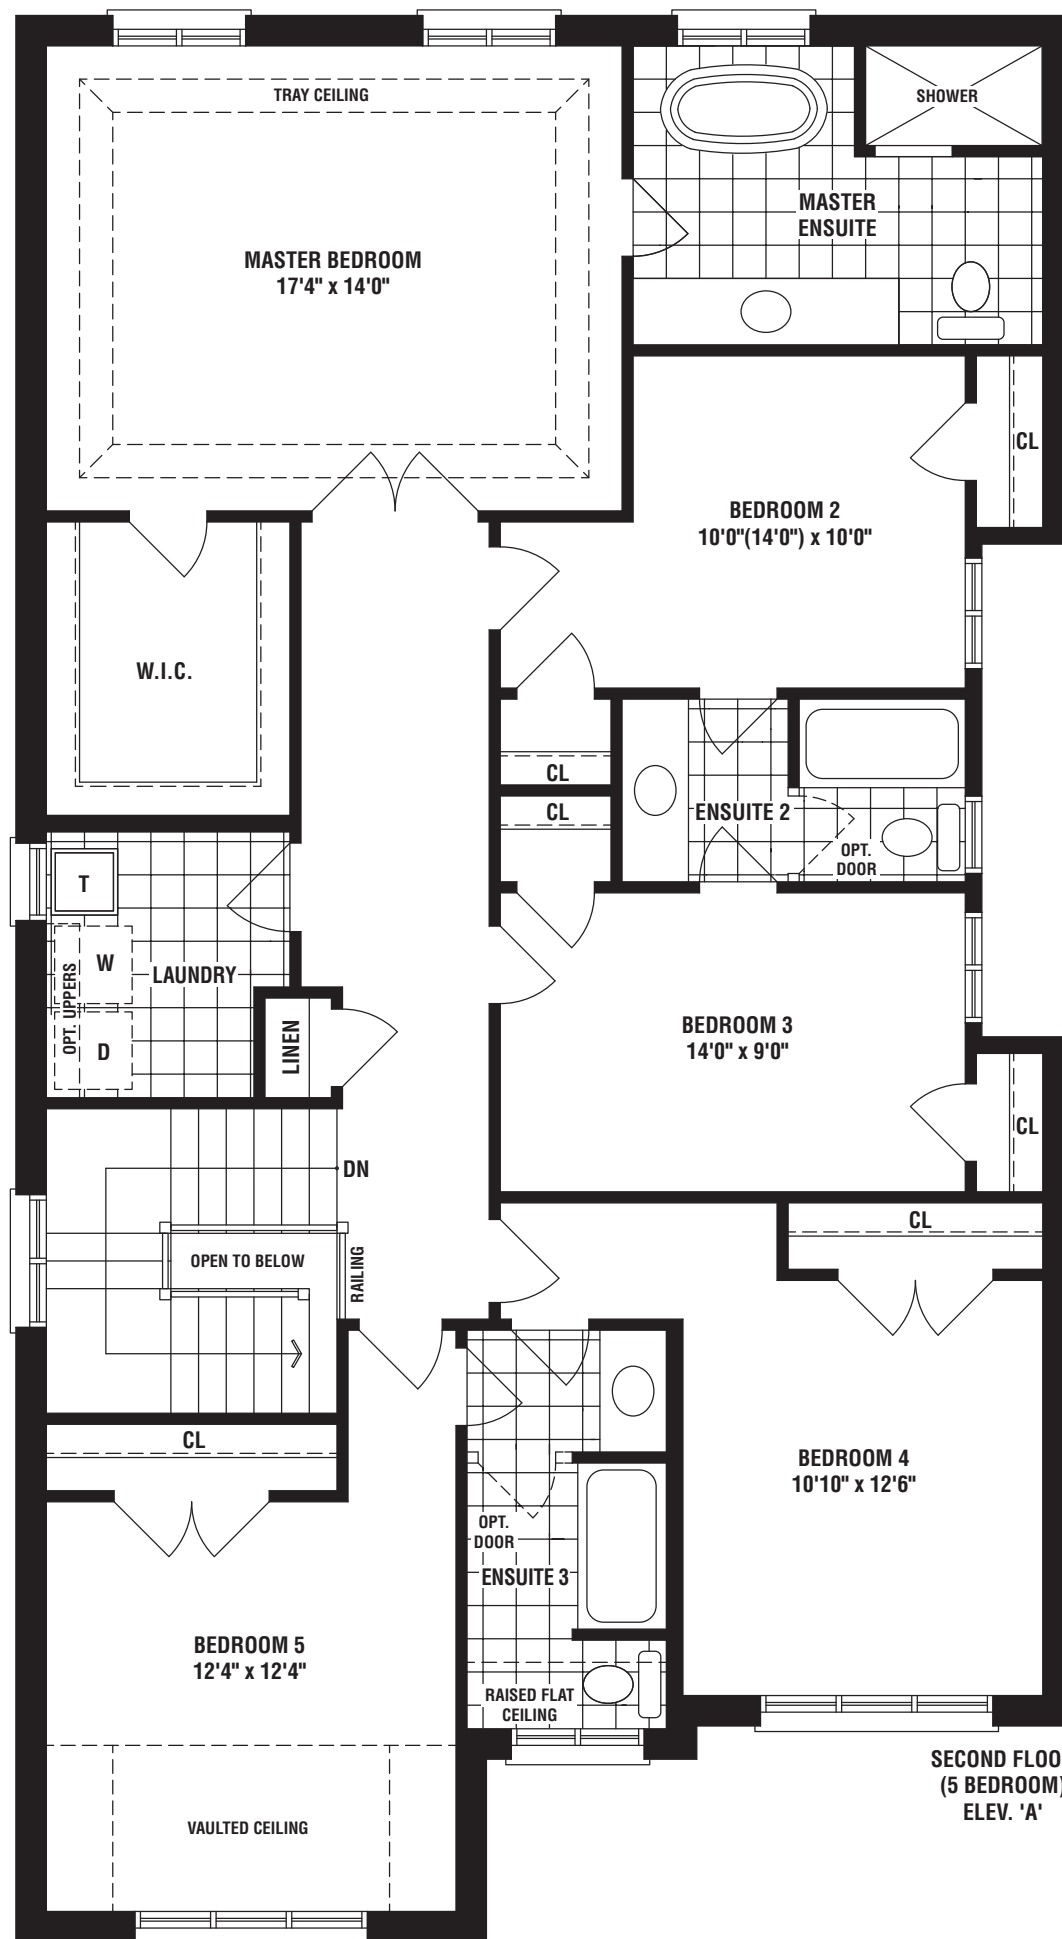 TRAY CEILING
SHOWER
MASTER
ENSUITE
MASTER BEDROOM
17'4" x 14'0"
CL
BEDROOM 2
10'0"(14'0") x 10'0"
W.I.C.
CL
CL
ENSUITE 2
OPT.
DOOR
T
W
LAUNDRY
OPT. UPPERS
D
LINEN
BEDROOM 3
14'0" x 9'0"
CL
DN
CL
OPEN TO BELOW
RAILING
CL
BEDROOM 4
10'10" x 12'6"
OPT.
DOOR
ENSUITE 3
BEDROOM 5
12'4" x 12'4"
RAISED FLAT
CEILING
SECOND FLOO
(5 BEDROOM)
ELEV. 'A'
VAULTED CEILING